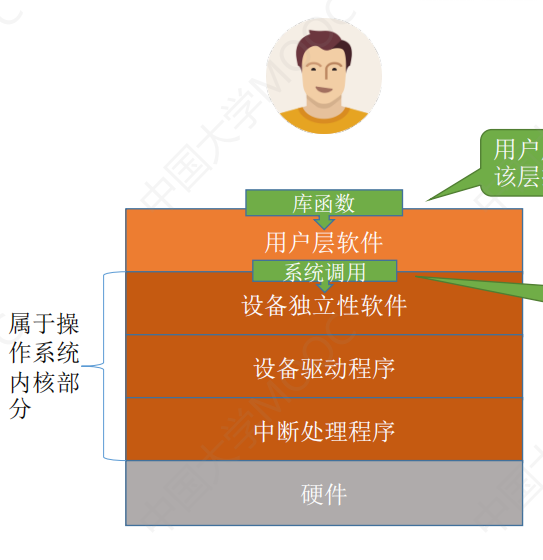 用户
该层
库函数
用户层软件
系统调用
设备独立性软件
属于操
作系统
内核部
分
设备驱动程序
中断处理程序
硬件
中国大学MOOC